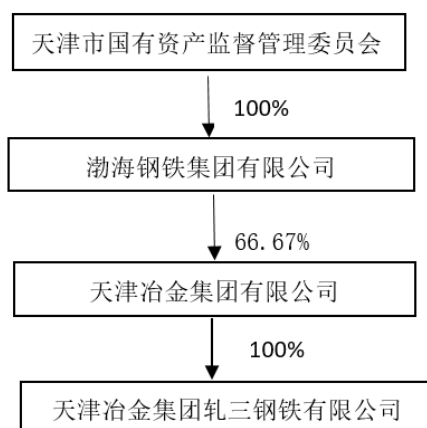 天津市国有资产监督管理委员会
100%
渤海钢铁集团有限公司
66.67%
天津冶金集团有限公司
100%
天津冶金集团轧三钢铁有限公司